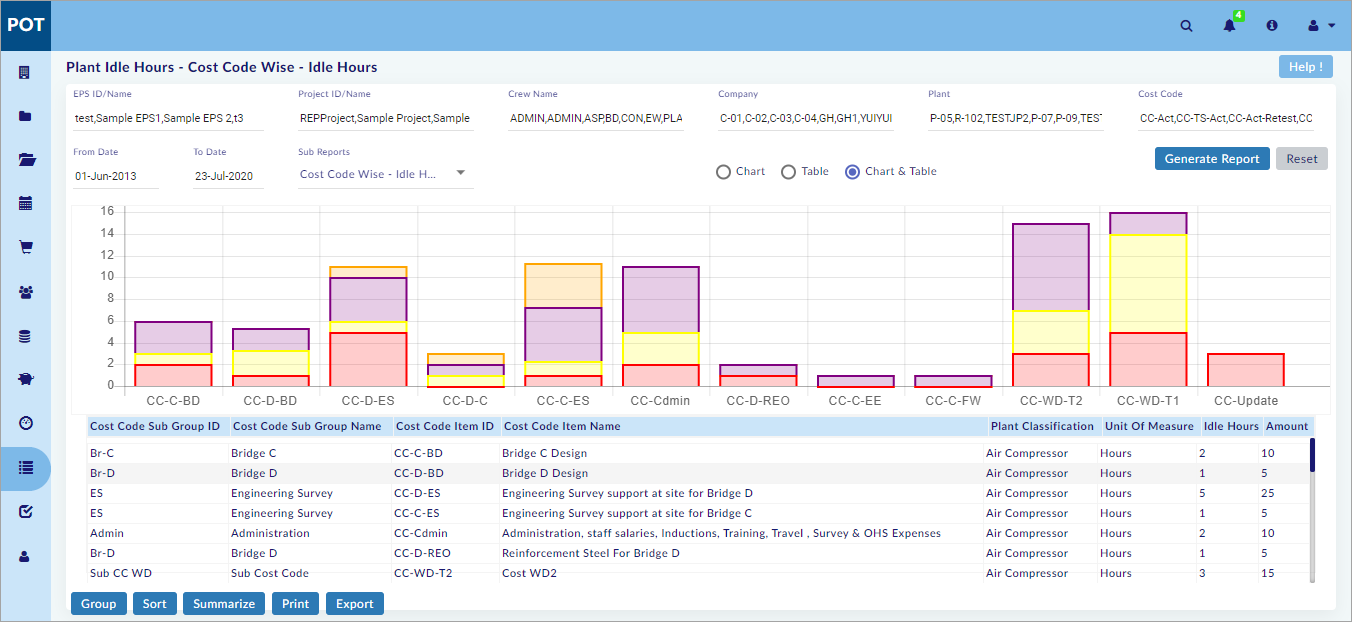 POT
4
Plant Idle Hours - Cost Code Wise - Idle Hours
Help !
EPS ID/Name Project ID/Name Crew Name Company Plant Cost Code
test,Sample EPS1,Sample EPS 2,t3 REPProject,Sample Project,Sample ADMIN,ADMIN,ASP,BD,CON,EW,PLA C-01,C-02,C-03,C-04,GH,GH1,YUIYUI P-05,R-102,TESTJP2,P-07,P-09,TEST CC-Act,CC-TS-Act,CC-Act-Retest,CC
From Date To Date Sub Reports
01-Jun-2013 23-Jul-2020 Cost Code Wise - Idle H...
Chart Table Chart & Table
Generate Report Reset
16
14
12
10
8
6
4
2
0
CC-C-BD CC-D-BD CC-D-ES CC-D-C CC-C-ES CC-Cdmin CC-D-REO CC-C-EE CC-C-FW CC-WD-T2 CC-WD-T1 CC-Update
Cost Code Sub Group ID Cost Code Sub Group Name Cost Code Item ID Cost Code Item Name Plant Classification Unit Of Measure Idle Hours Amount
Br-C Bridge C CC-C-BD Bridge C Design Air Compressor Hours 2 10
Br-D Bridge D CC-D-BD Bridge D Design Air Compressor Hours 1 5
ES Engineering Survey CC-D-ES Engineering Survey support at site for Bridge D Air Compressor Hours 5 25
ES Engineering Survey CC-C-ES Engineering Survey support at site for Bridge C Air Compressor Hours 1 5
Admin Administration CC-Cdmin Administration, staff salaries, Inductions, Training, Travel , Survey & OHS Expenses Air Compressor Hours 2 10
Br-D Bridge D CC-D-REO Reinforcement Steel For Bridge D Air Compressor Hours 1 5
Sub CC WD Sub Cost Code CC-WD-T2 Cost WD2 Air Compressor Hours 3 15
Group Sort Summarize Print Export